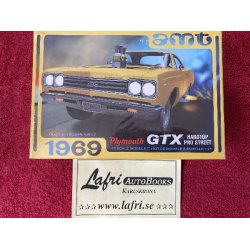 amt
Plymouth GTX HARDTOP
PRO STREET
1969
Lafri AUTOBOOKS
KARLSKRONA
www.lafri.se